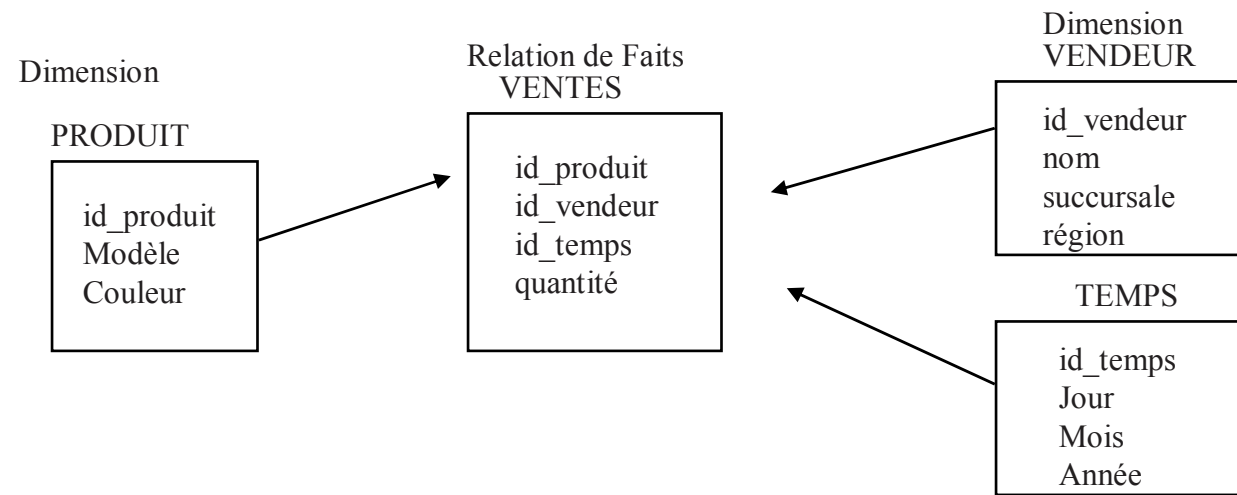 Dimension
PRODUIT
id_produit
Modèle
Couleur
Relation de Faits
VENTES
id_produit
id_vendeur
id_temps
quantité
Dimension
VENDEUR
id_vendeur
nom
succursale
région
TEMPS
id_temps
Jour
Mois
Année